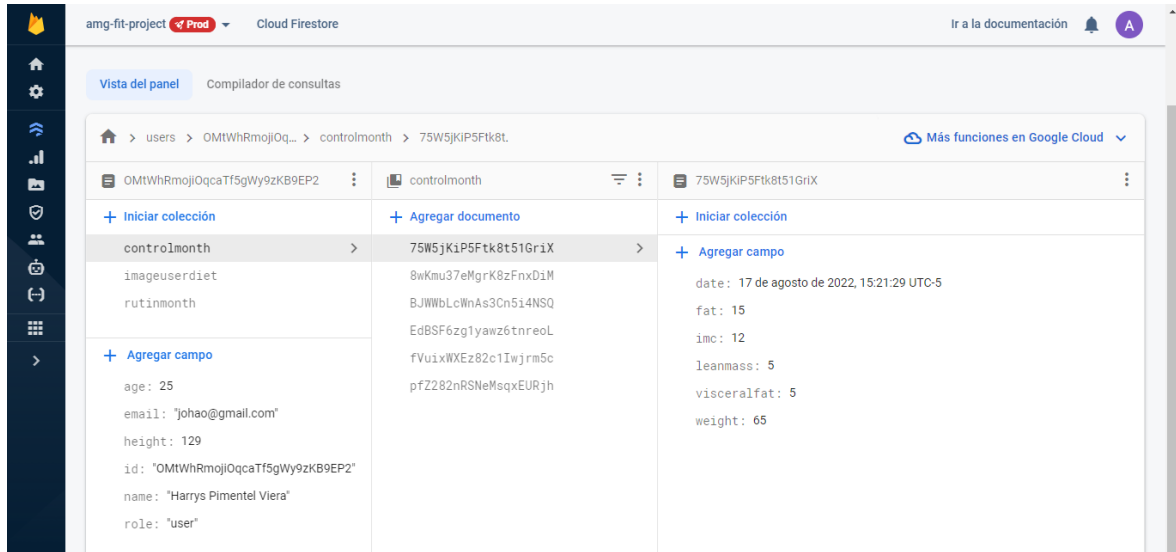 amg-fit-project Prod Cloud Firestore Ir a la documentación A
Vista del panel Compilador de consultas
users > OMtWhRmojiOq... > controlmonth > 75W5jKiP5Ftk8t. Más funciones en Google Cloud
OMtWhRmojiOqcaTf5gWy9zKB9EP2
+ Iniciar colección
controlmonth
imageuserdiet
rutinmonth
+ Agregar campo
age: 25
email: "johao@gmail.com"
height: 129
id: "OMtWhRmojiOqcaTf5gWy9zKB9EP2"
name: "Harrys Pimentel Viera"
role: "user"
controlmonth
+ Agregar documento
75W5jKiP5Ftk8t51GriX
8wKmu37eMgrK8zFnxDiM
BJWWbLcWnAs3Cn5i4NSQ
EdBSF6zg1yawz6tnreoL
fVuixWXEz82c1Iwjrm5c
pfZ282nRSNeMsqxEURjh
75W5jKiP5Ftk8t51GriX
+ Iniciar colección
+ Agregar campo
date: 17 de agosto de 2022, 15:21:29 UTC-5
fat: 15
imc: 12
leanmass: 5
visceralfat: 5
weight: 65